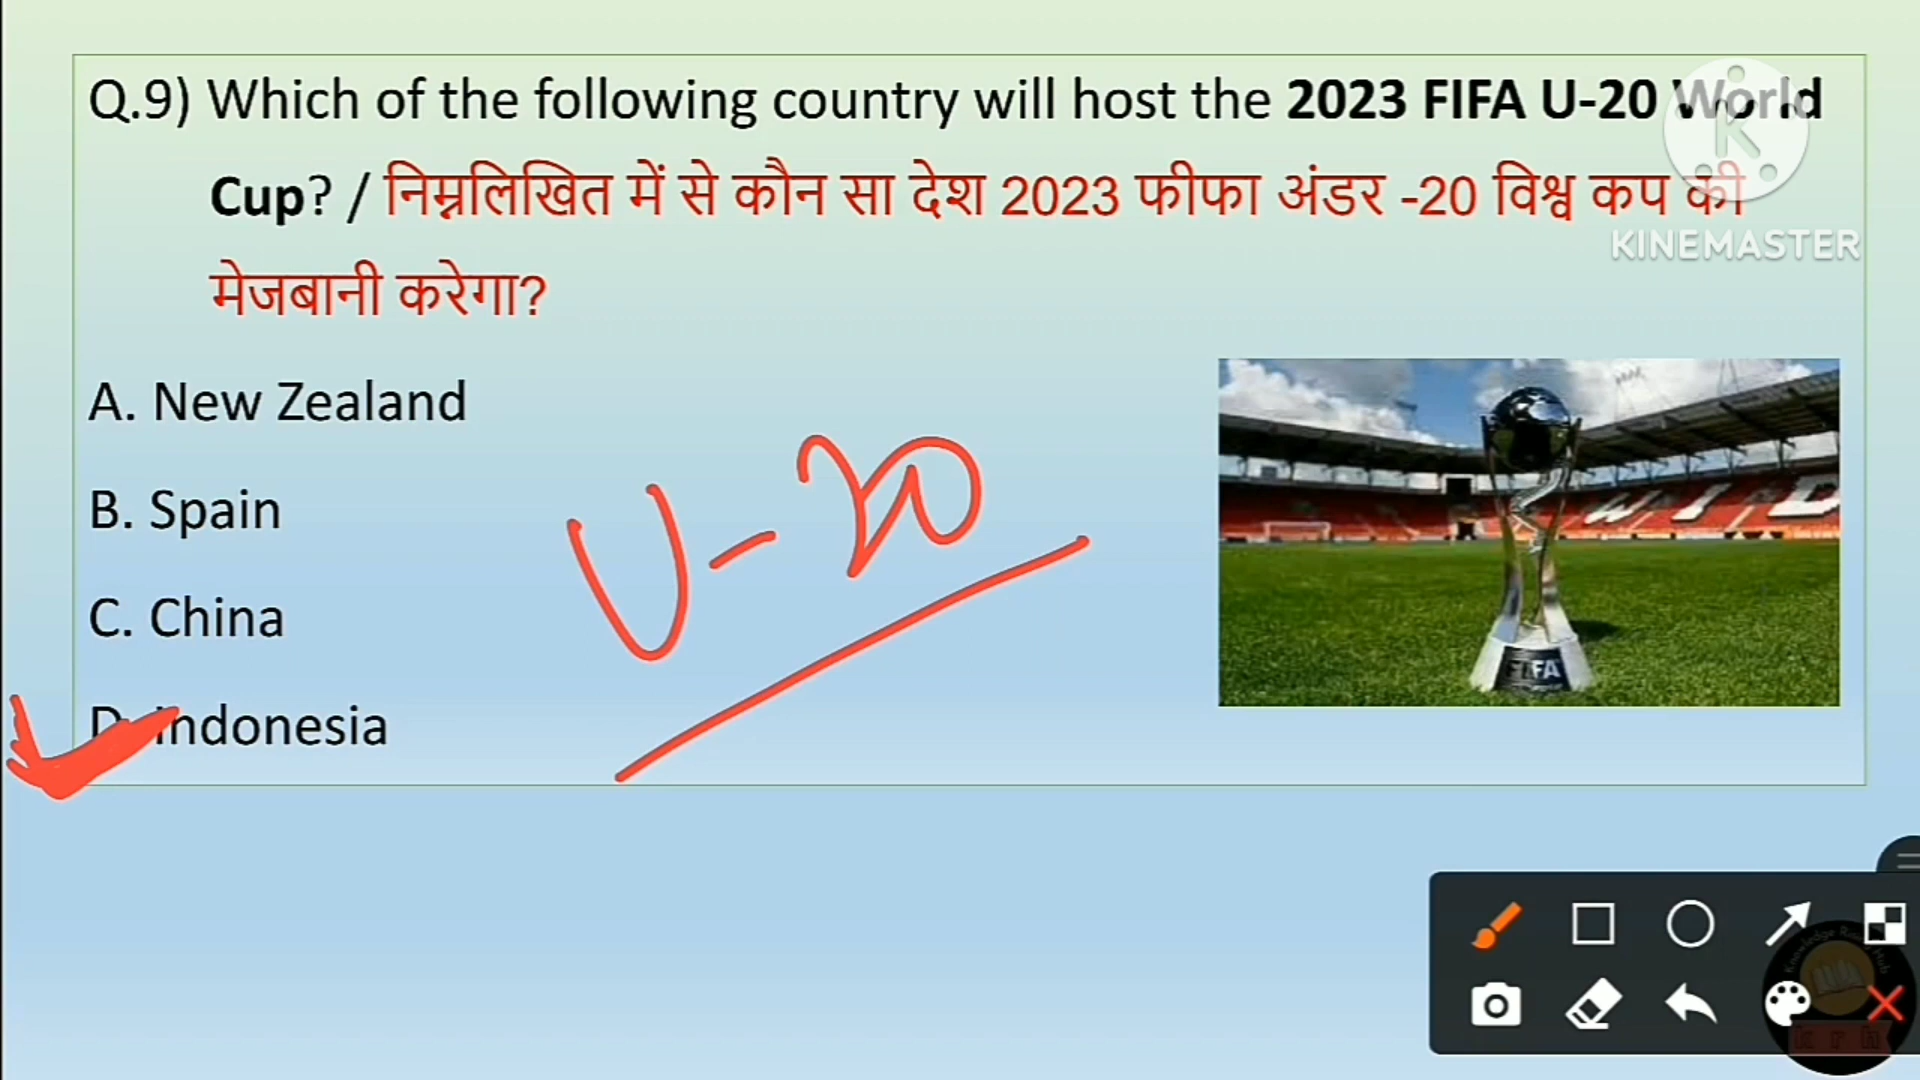 Q.9) Which of the following country will host the 2023 FIFA U-20 World
Cup? / निम्नलिखित में से कौन सा देश 2023 फीफा अंडर -20 विश्व कप की
KINEMASTER
मेजबानी करेगा?
A. New Zealand
B. Spain
C. China
D. Indonesia
U-20
WID
FIFA